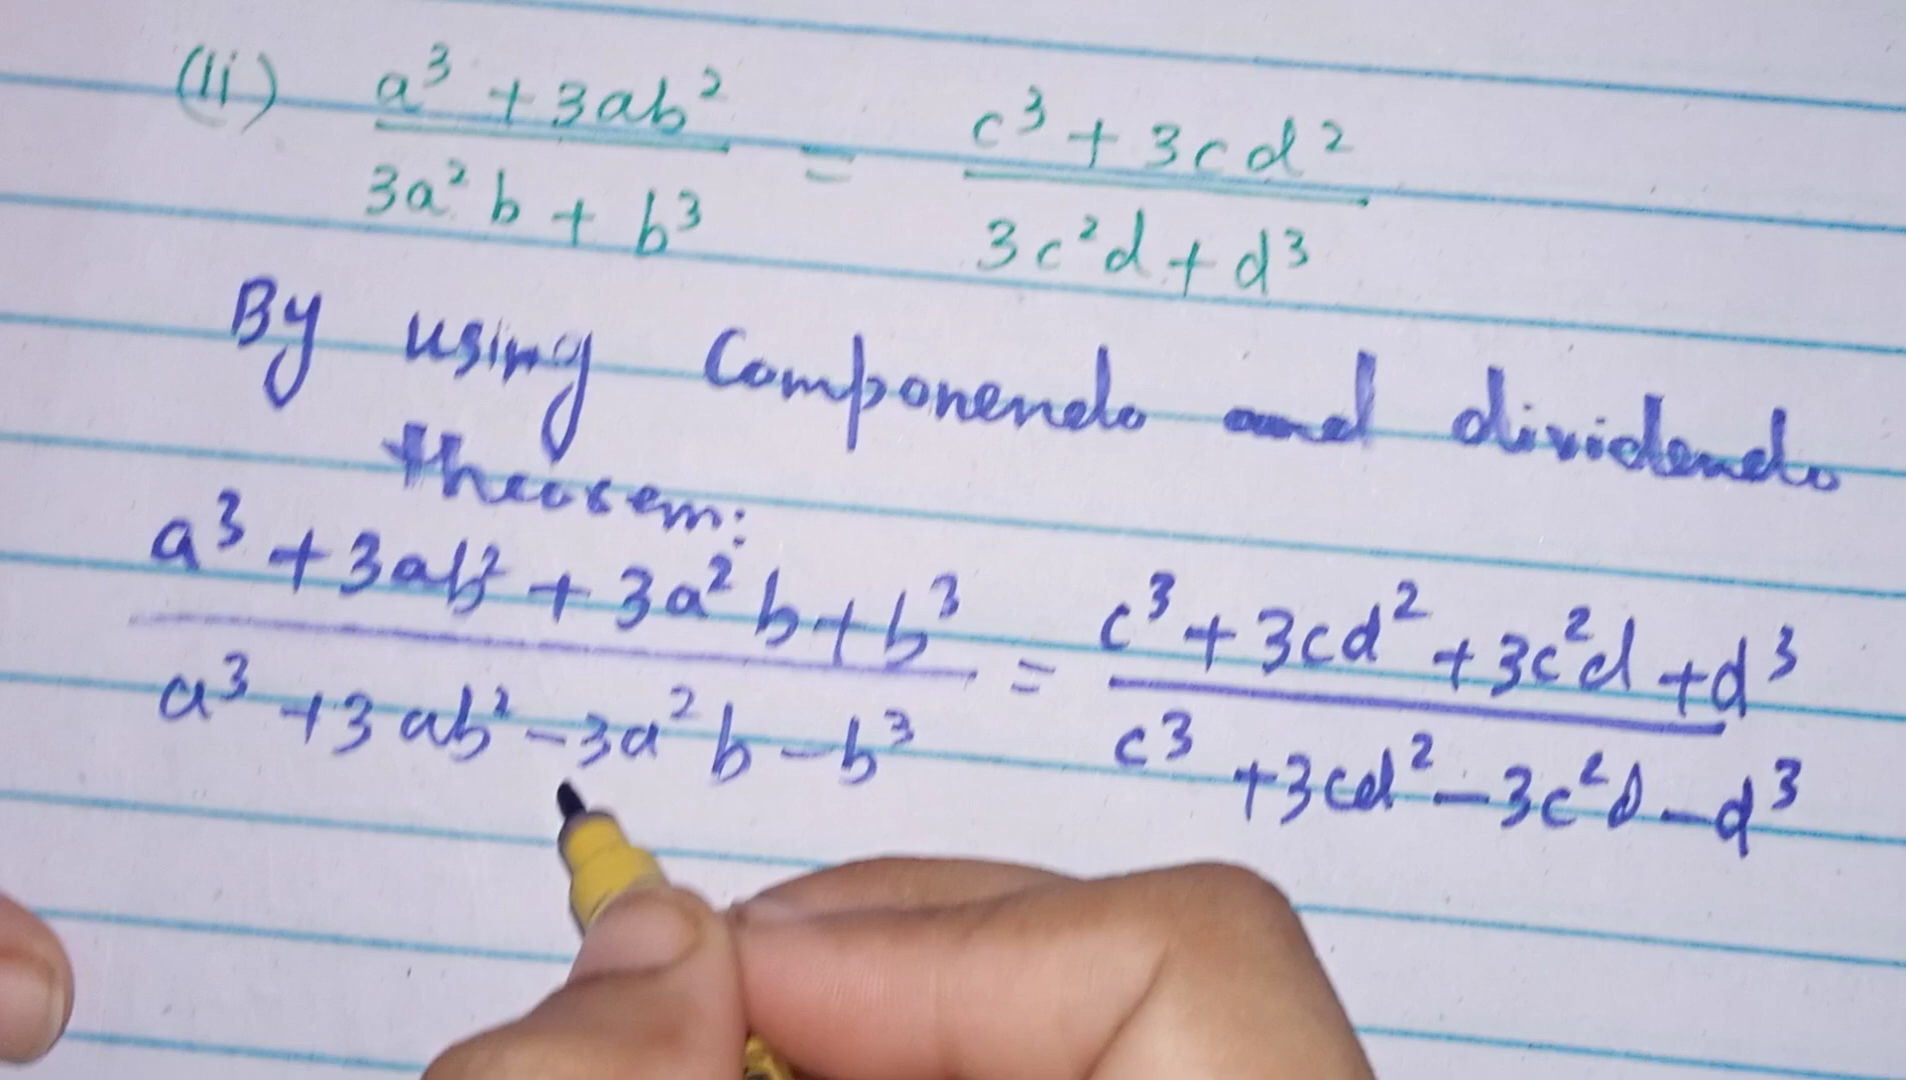 (ii) a³ + 3ab² / 3a²b + b³ = c³ + 3cd² / 3c²d + d³
By using Componendo and dividendo
theorem:
a³ + 3ab² + 3a²b + b³ / a³ + 3ab² - 3a²b - b³ = c³ + 3cd² + 3c²d + d³ / c³ + 3cd² - 3c²d - d³